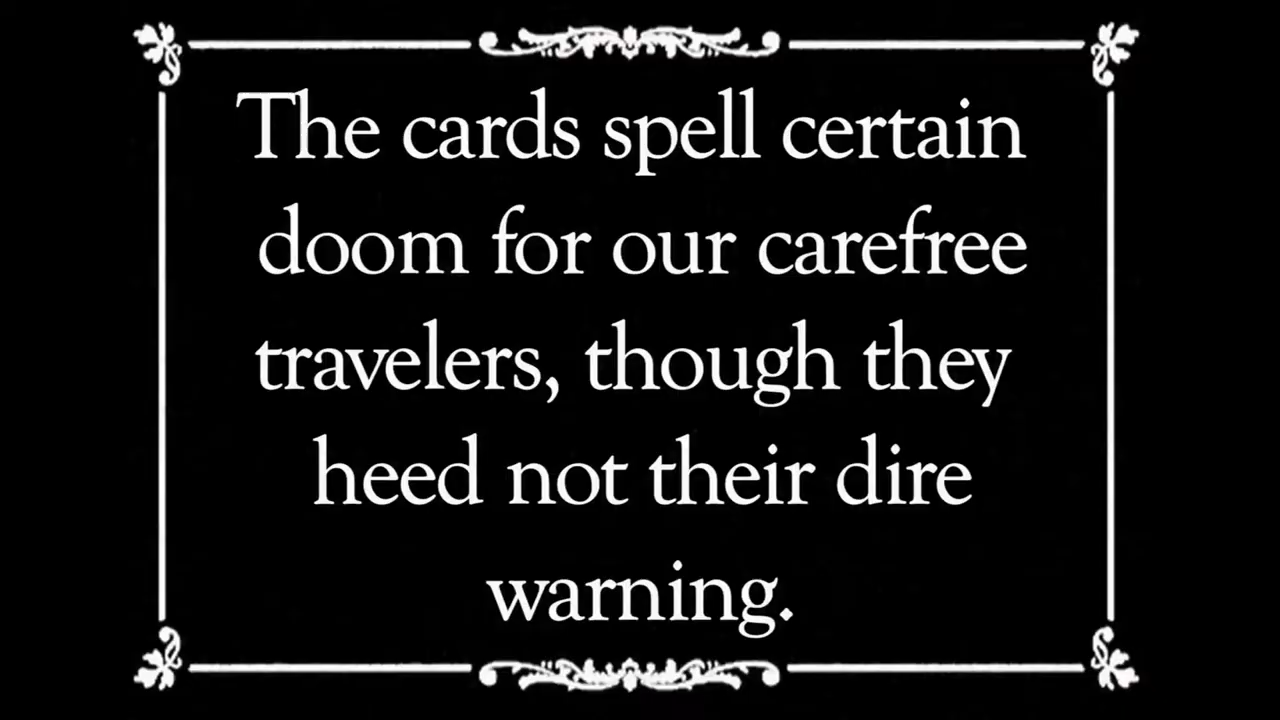 The cards spell certain
doom for our carefree
travelers, though they
heed not their dire
warning.